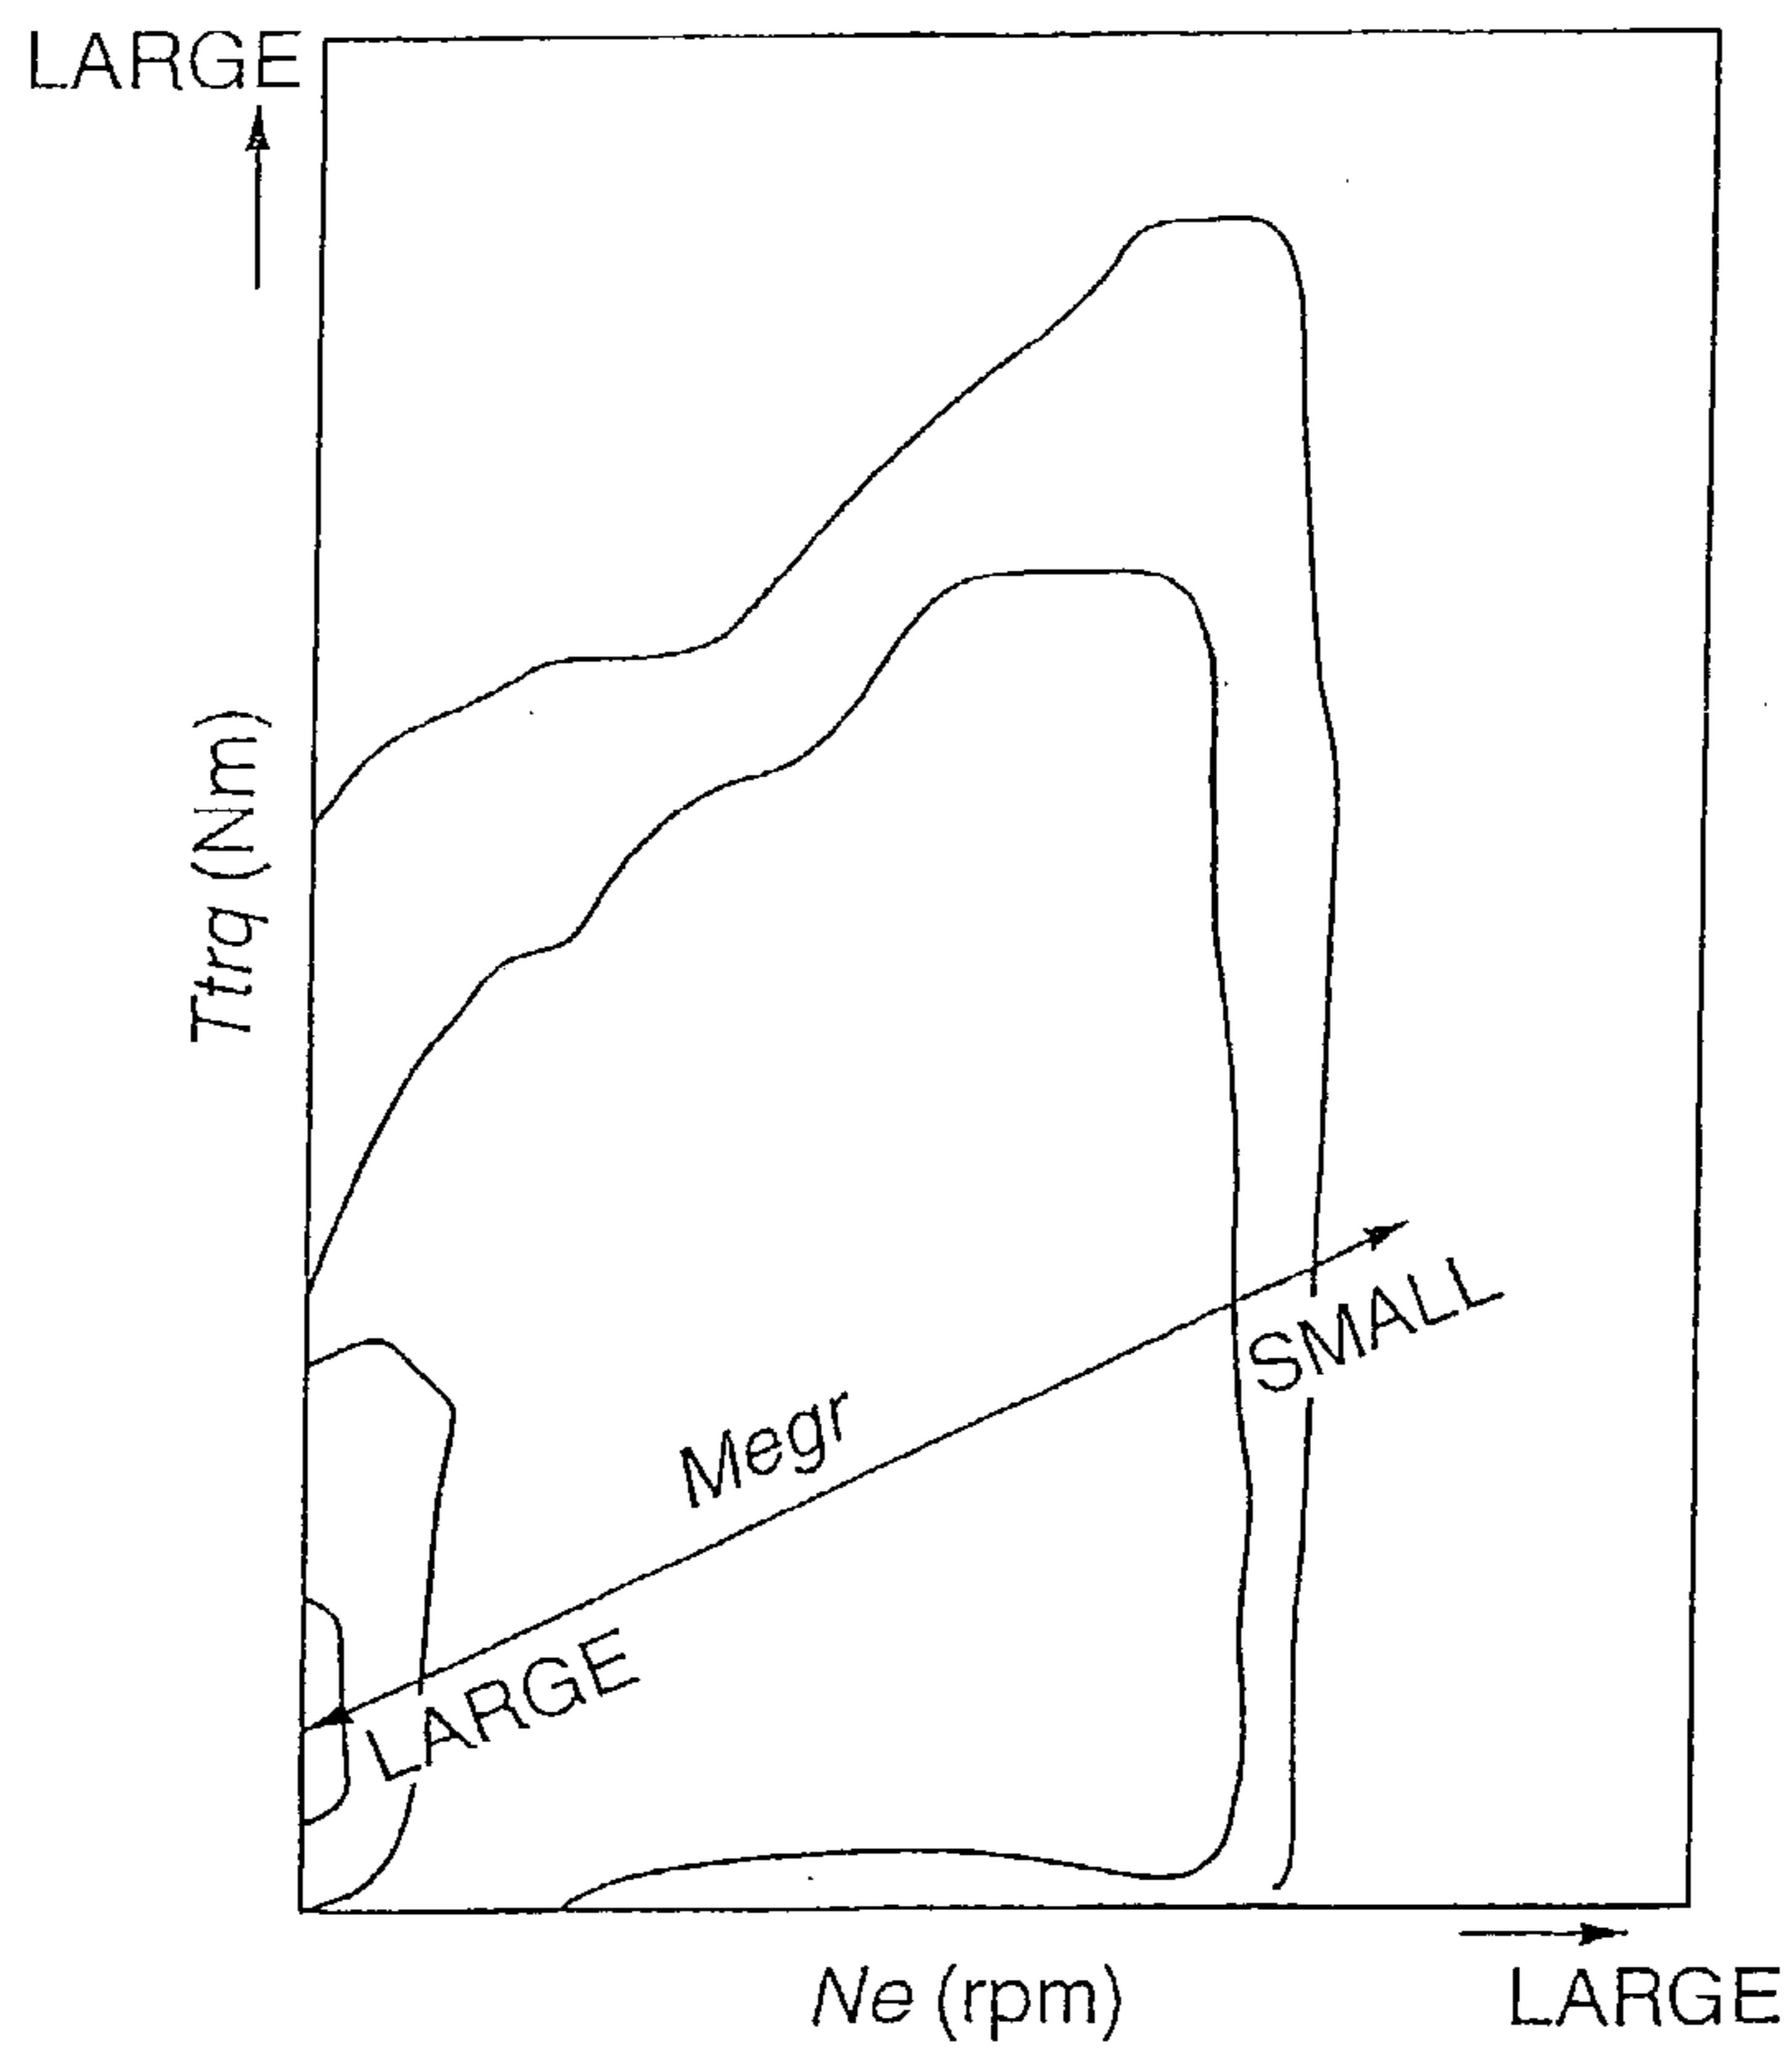 LARGE
Ttrq (Nm)
Megr
SMALL
LARGE
Ne (rpm)
LARGE